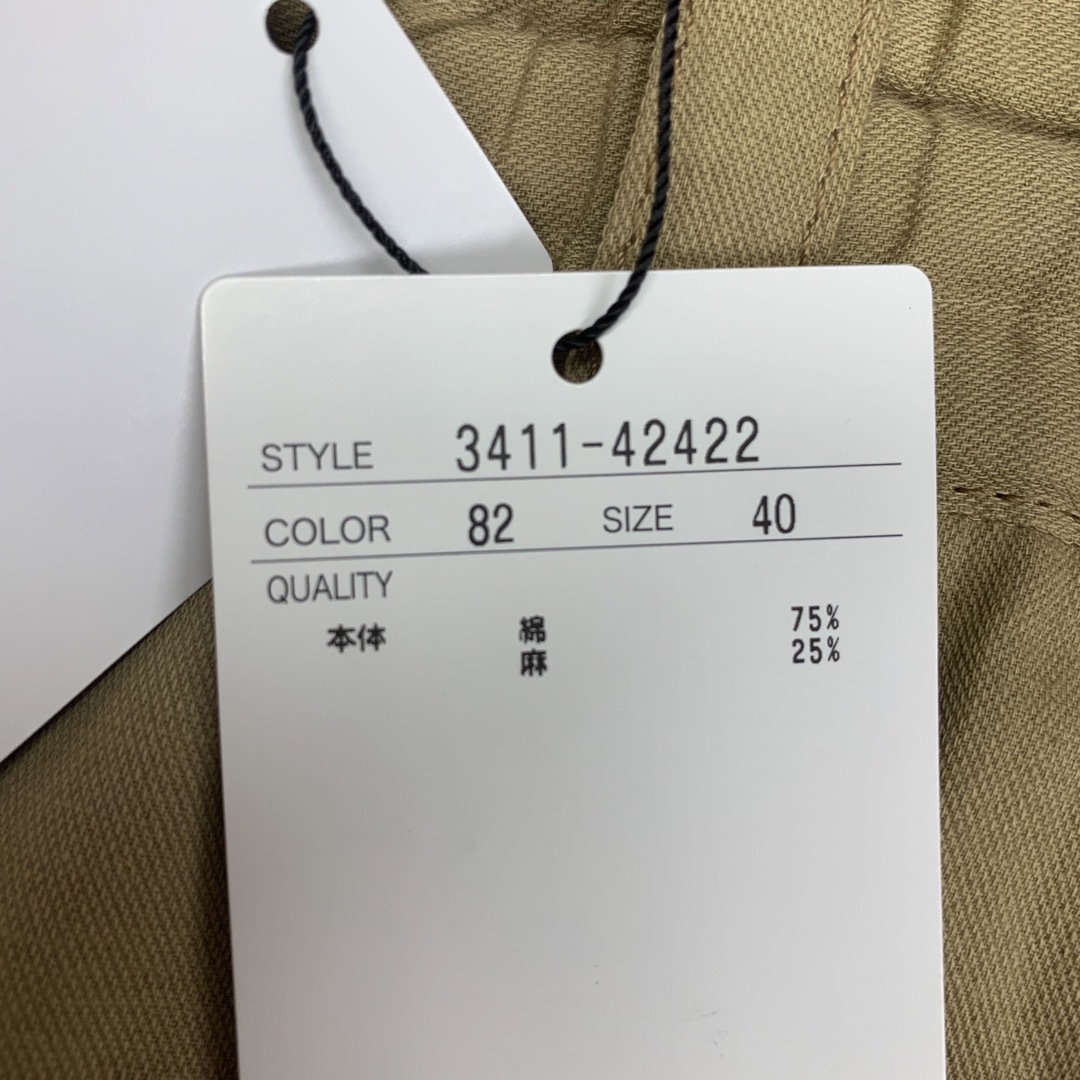 STYLE 3411-42422
COLOR 82 SIZE 40
QUALITY
本体 綿 75%
麻 25%